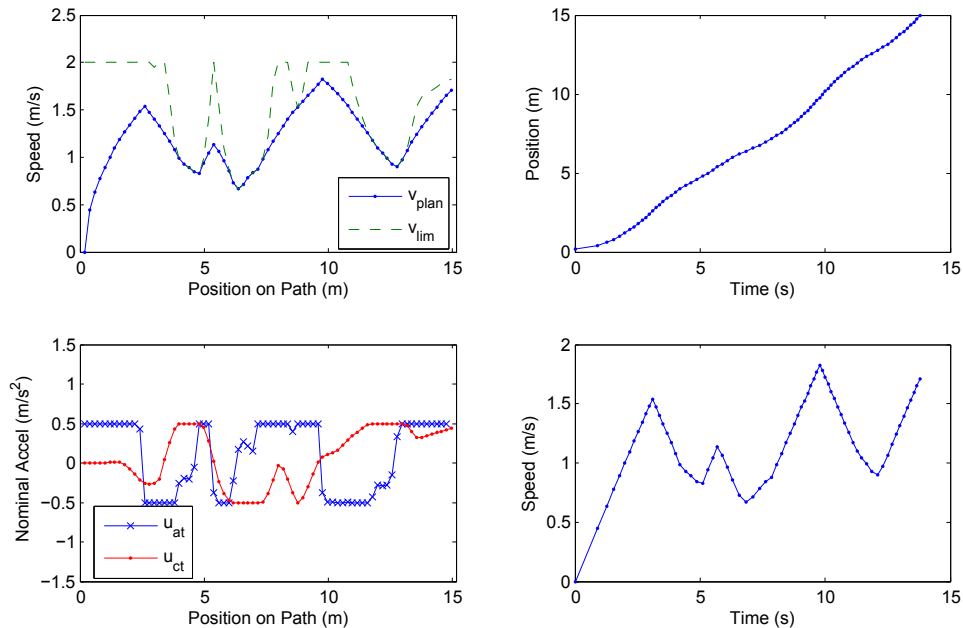 2.5
2
1.5
1
0.5
0
Speed (m/s)
v_plan
v_lim
0 5 10 15
Position on Path (m)
15
10
5
0
Position (m)
0 5 10 15
Time (s)
1.5
1
0.5
0
−0.5
−1
−1.5
Nominal Accel (m/s²)
u_at
u_ct
0 5 10 15
Position on Path (m)
2
1.5
1
0.5
0
Speed (m/s)
0 5 10 15
Time (s)